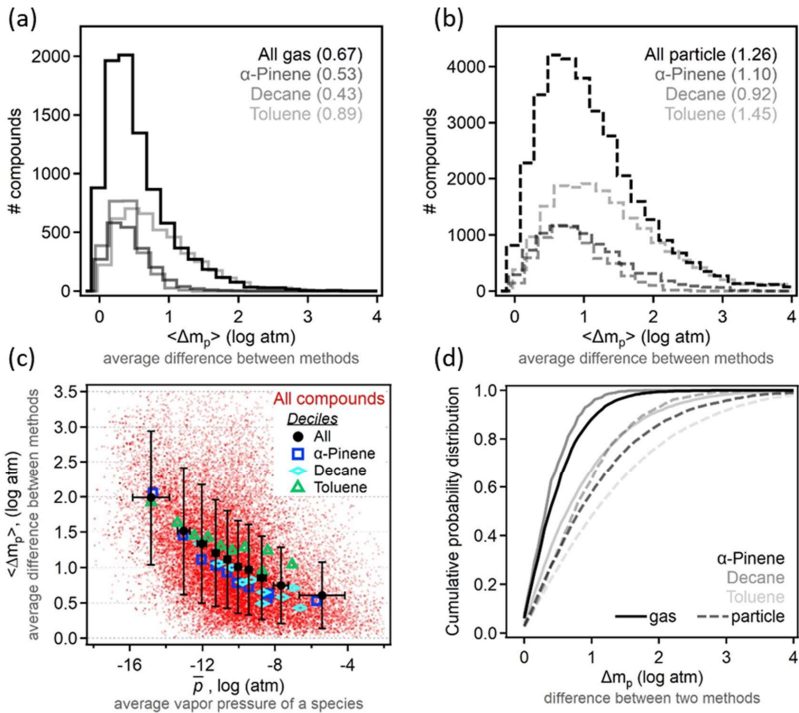 (a)
2000
1500
1000
500
0
# compounds
All gas (0.67)
α-Pinene (0.53)
Decane (0.43)
Toluene (0.89)
0 1 2 3 4
<Δmp> (log atm)
average difference between methods
(b)
4000
3000
2000
1000
0
# compounds
All particle (1.26)
α-Pinene (1.10)
Decane (0.92)
Toluene (1.45)
0 1 2 3 4
<Δmp> (log atm)
average difference between methods
(c)
3.5
3.0
2.5
2.0
1.5
1.0
0.5
0.0
<Δmp>, (log atm)
average difference between methods
All compounds
Deciles
All
α-Pinene
Decane
Toluene
-16 -12 -8 -4
p̅ , log (atm)
average vapor pressure of a species
(d)
1.0
0.8
0.6
0.4
0.2
0.0
Cumulative probability distribution
α-Pinene
Decane
Toluene
gas particle
0 1 2 3 4
Δmp (log atm)
difference between two methods